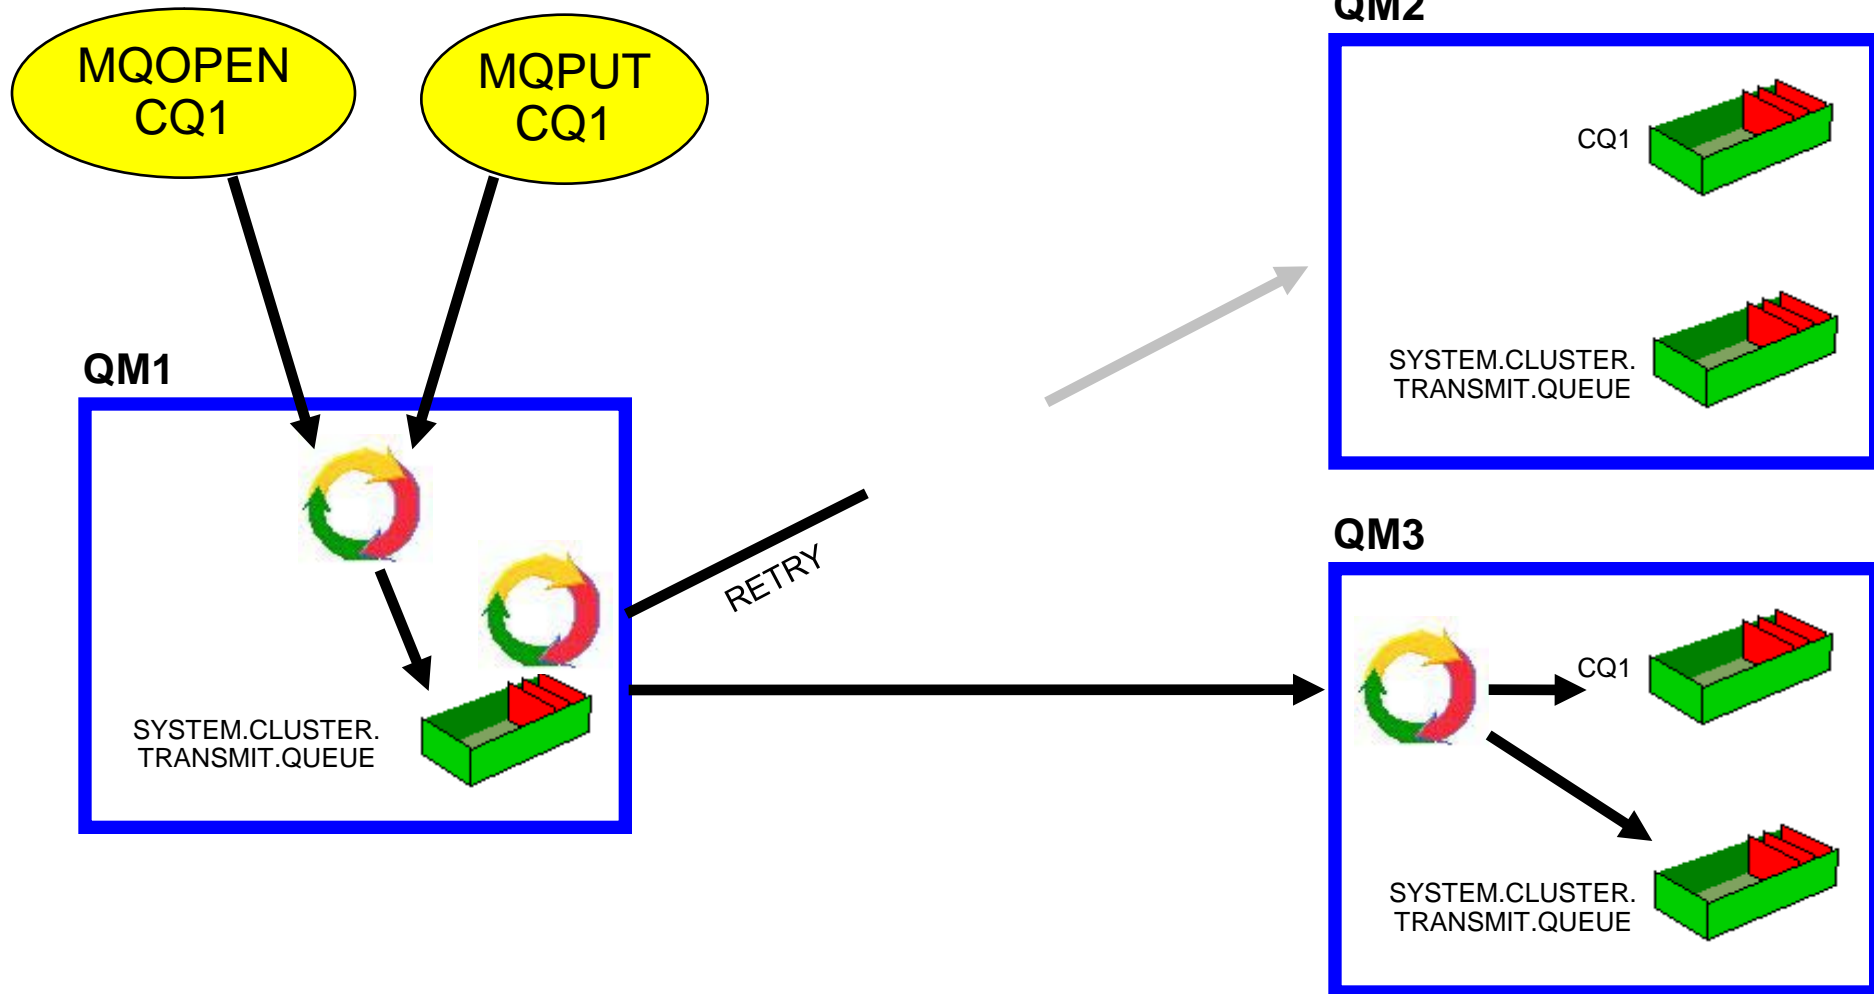 MQOPEN
CQ1
MQPUT
CQ1
QM2
CQ1
SYSTEM.CLUSTER.
TRANSMIT.QUEUE
QM1
RETRY
SYSTEM.CLUSTER.
TRANSMIT.QUEUE
QM3
CQ1
SYSTEM.CLUSTER.
TRANSMIT.QUEUE